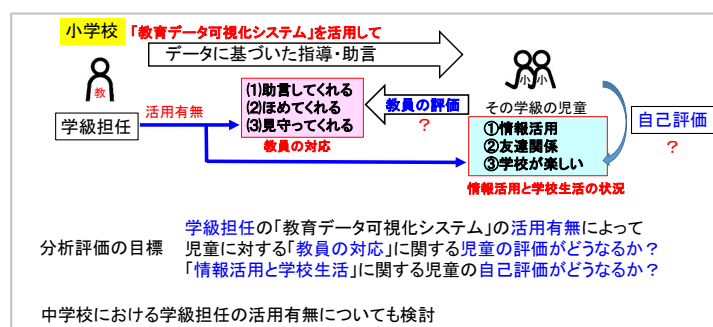 小学校
「教育データ可視化システム」を活用して
データに基づいた指導・助言
教
小 小
学級担任
活用有無
(1)助言してくれる
(2)ほめてくれる
(3)見守ってくれる
教員の対応
教員の評価
?
その学級の児童
①情報活用
②友達関係
③学校が楽しい
情報活用と学校生活の状況
自己評価
?
分析評価の目標
学級担任の「教育データ可視化システム」の活用有無によって
児童に対する「教員の対応」に関する児童の評価がどうなるか?
「情報活用と学校生活」に関する児童の自己評価がどうなるか?
中学校における学級担任の活用有無についても検討